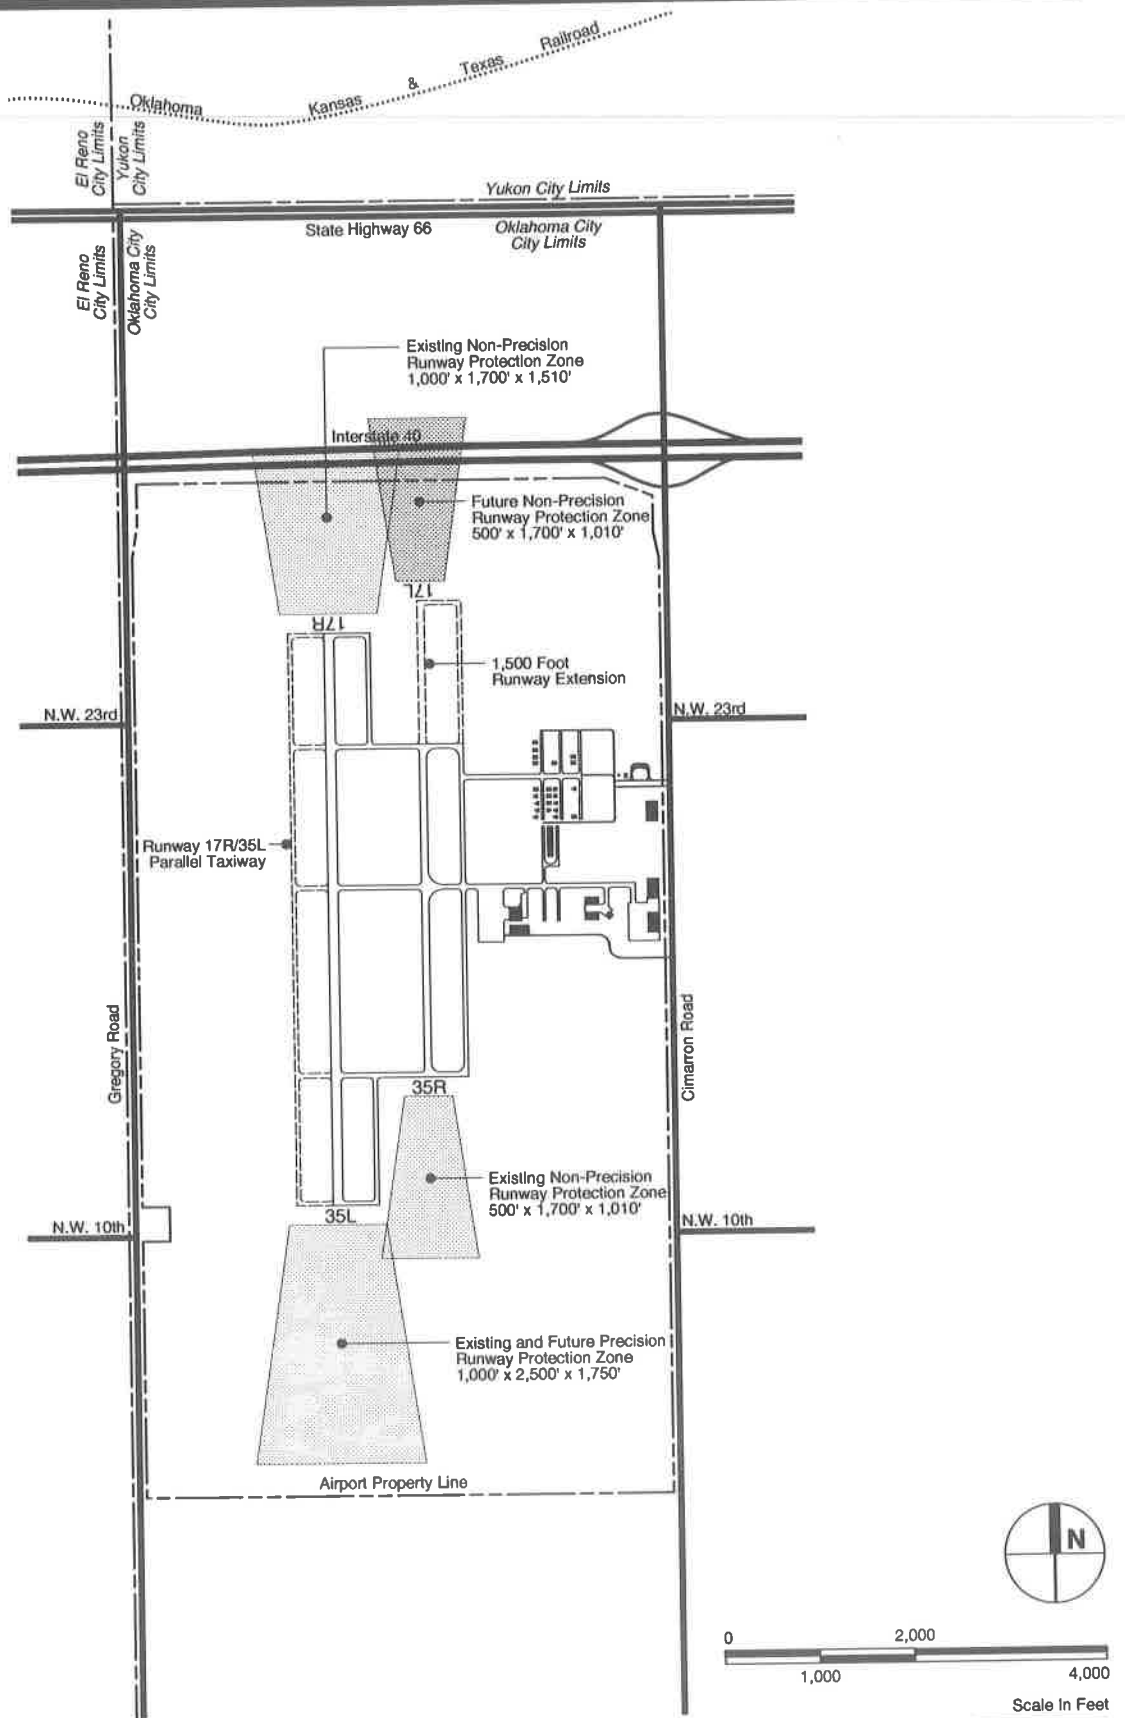 Oklahoma Kansas & Texas Railroad
El Reno
City Limits
Yukon
City Limits
Yukon City Limits
State Highway 66
Oklahoma City
City Limits
El Reno
City Limits
Oklahoma City
City Limits
Existing Non-Precision
Runway Protection Zone
1,000' x 1,700' x 1,510'
Interstate 40
Future Non-Precision
Runway Protection Zone
500' x 1,700' x 1,010'
17L
17R
1,500 Foot
Runway Extension
N.W. 23rd
N.W. 23rd
Runway 17R/35L
Parallel Taxiway
Gregory Road
Cimarron Road
35R
Existing Non-Precision
Runway Protection Zone
500' x 1,700' x 1,010'
35L
N.W. 10th
N.W. 10th
Existing and Future Precision
Runway Protection Zone
1,000' x 2,500' x 1,750'
Airport Property Line
N
0 2,000
1,000 4,000
Scale In Feet